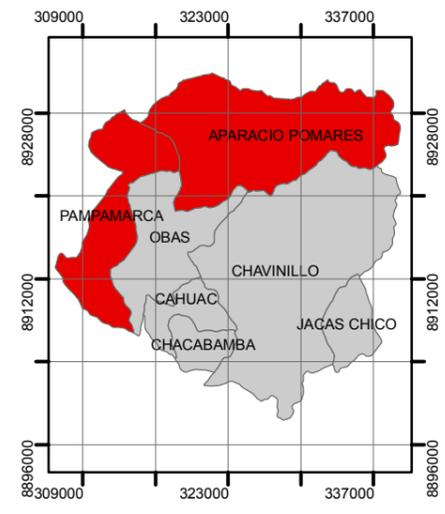 309000 323000 337000
8928000 8928000
APARACIO POMARES
PAMPAMARCA
OBAS
CHAVINILLO
8912000 8912000
CAHUAC
JACAS CHICO
CHACABAMBA
8896000 8896000
309000 323000 337000